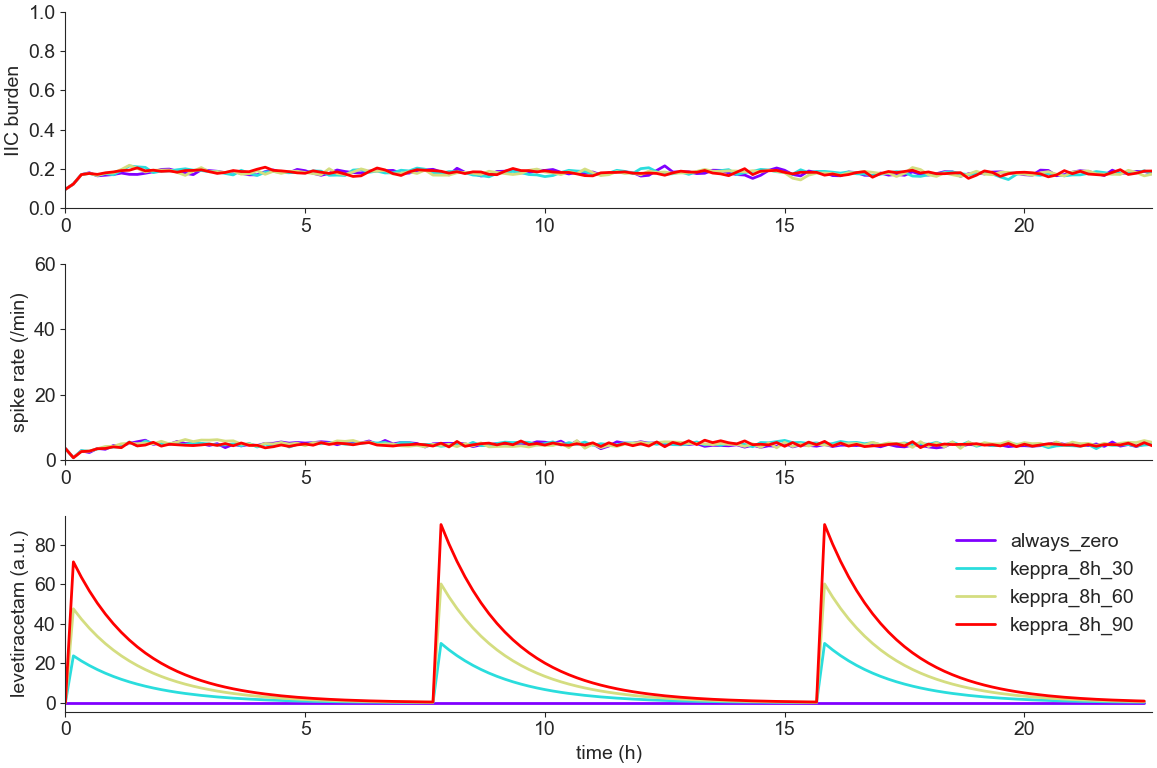 1.0
0.8
0.6
0.4
0.2
0.0
IIC burden
0 5 10 15 20
60
40
20
0
spike rate (/min)
0 5 10 15 20
80
60
40
20
0
levetiracetam (a.u.)
always_zero
keppra_8h_30
keppra_8h_60
keppra_8h_90
0 5 10 15 20
time (h)